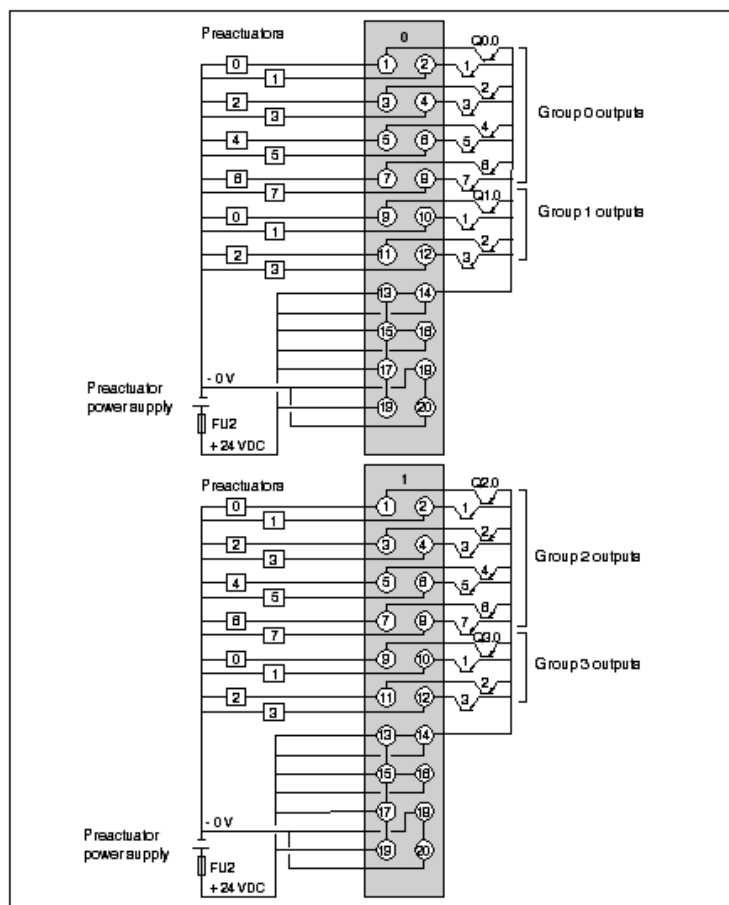 Preactuators
0
Q0.0
0 1 2 1
1
2 3 4 2 3
3
Group 0 outputs
4 5 6 4 5
5
6 7 8 6 7
7
Q1.0
0 9 10 1
1
Group 1 outputs
2 11 12 2 3
3
13 14
15 16
17 18
- 0 V
Preactuator
power supply
19 20
FU2
+ 24 VDC
Preactuators
1
Q2.0
0 1 2 1
1
2 3 4 2 3
3
Group 2 outputs
4 5 6 4 5
5
6 7 8 6 7
7
Q3.0
0 9 10 1
1
Group 3 outputs
2 11 12 2 3
3
13 14
15 16
17 18
- 0 V
Preactuator
power supply
19 20
FU2
+ 24 VDC